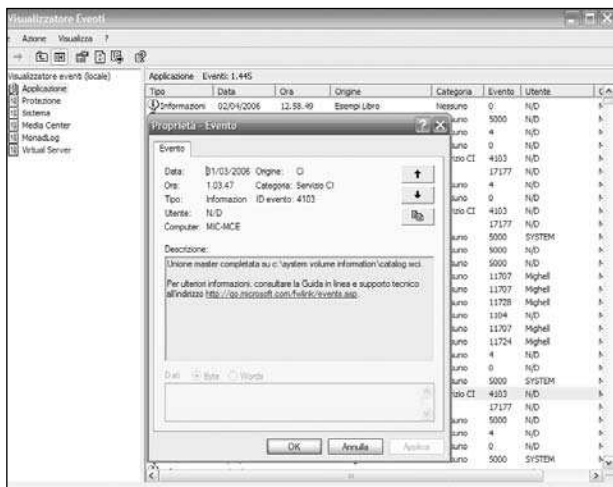 Visualizzatore Eventi
Azione Visualizza ?
Visualizzatore eventi (locale)
Applicazione
Protezione
Sistema
Media Center
MonadLog
Virtual Server
Applicazione Eventi: 1.445
Tipo Data Ora Origine Categoria Evento Utente
Informazioni 02/04/2006 12.58.49 Esempi Libro Nessuno 0 N/D
5000 N/D
4 N/D
0 N/D
4103 N/D
17177 N/D
4 N/D
0 N/D
4103 N/D
17177 N/D
5000 SYSTEM
5000 N/D
5000 N/D
11707 Mighell
11707 Mighell
11728 Mighell
1104 N/D
11707 Mighell
11724 Mighell
4 N/D
0 N/D
5000 SYSTEM
4103 N/D
17177 N/D
5000 N/D
4 N/D
0 N/D
5000 SYSTEM
Proprietà - Evento
Evento
Data: 01/03/2006 Origine: Ci
Ora: 1.03.47 Categoria: Servizio CI
Tipo: Informazion ID evento: 4103
Utente: N/D
Computer: MIC-MCE
Descrizione:
Unione master completata su c:\system volume information\catalog.wci.
Per ulteriori informazioni, consultare la Guida in linea e supporto tecnico
all'indirizzo http://go.microsoft.com/fwlink/events.asp.
Dati: Byte Words
OK Annulla Applica